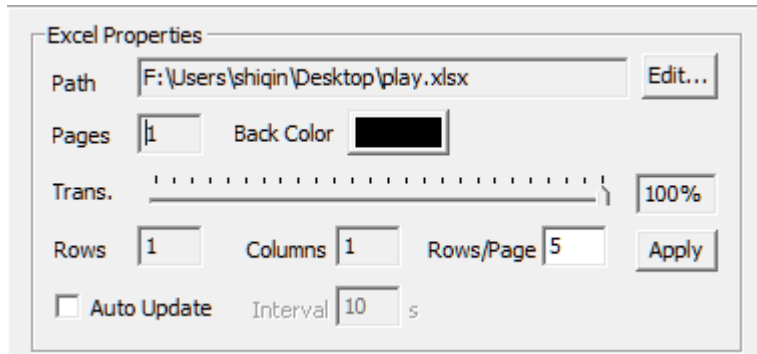 Excel Properties
Path F:\Users\shiqin\Desktop\play.xlsx Edit...
Pages 1 Back Color
Trans. 100%
Rows 1 Columns 1 Rows/Page 5 Apply
Auto Update Interval 10 s